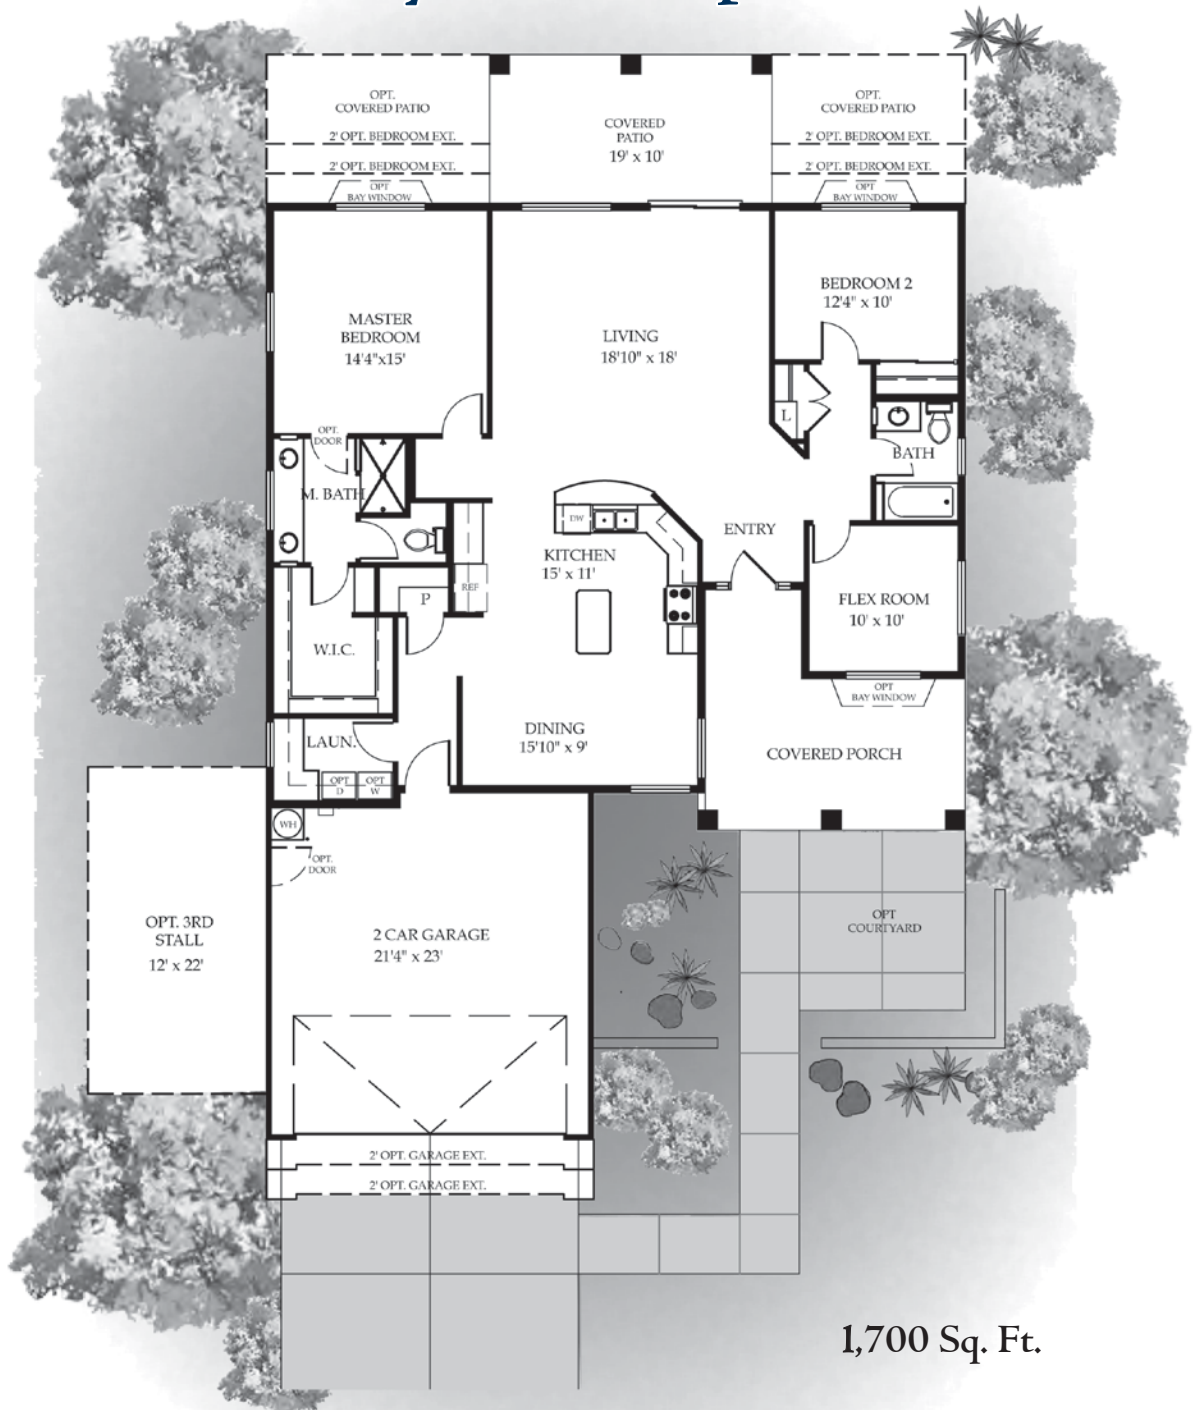 OPT.
COVERED PATIO
2' OPT. BEDROOM EXT.
2' OPT. BEDROOM EXT.
OPT
BAY WINDOW
COVERED
PATIO
19' x 10'
OPT.
COVERED PATIO
2' OPT. BEDROOM EXT.
2' OPT. BEDROOM EXT.
OPT
BAY WINDOW
MASTER
BEDROOM
14'4"x15'
LIVING
18'10" x 18'
BEDROOM 2
12'4" x 10'
L
BATH
OPT.
DOOR
M. BATH
DW
ENTRY
KITCHEN
15' x 11'
REF
P
FLEX ROOM
10' x 10'
W.I.C.
OPT
BAY WINDOW
LAUN.
OPT
D
OPT
W
DINING
15'10" x 9'
COVERED PORCH
WH
OPT.
DOOR
OPT. 3RD
STALL
12' x 22'
2 CAR GARAGE
21'4" x 23'
OPT
COURTYARD
2' OPT. GARAGE EXT.
2' OPT. GARAGE EXT.
1,700 Sq. Ft.